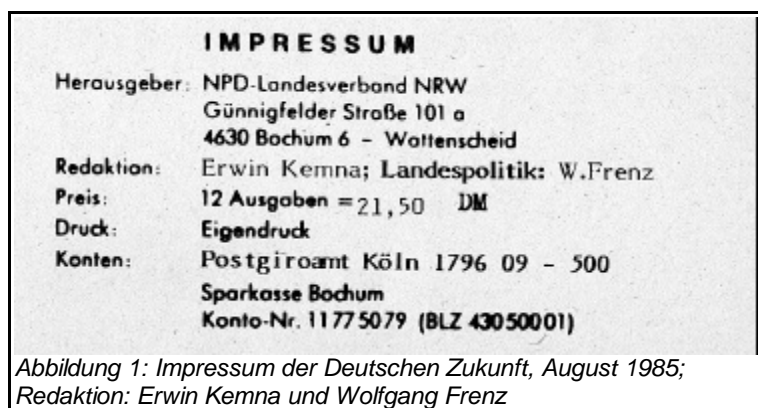 IMPRESSUM
Herausgeber: NPD-Landesverband NRW
Günnigfelder Straße 101 a
4630 Bochum 6 - Wattenscheid
Redaktion: Erwin Kemna; Landespolitik: W.Frenz
Preis: 12 Ausgaben =21,50 DM
Druck: Eigendruck
Konten: Postgiroamt Köln 1796 09 - 500
Sparkasse Bochum
Konto-Nr. 11775079 (BLZ 43050001)
Abbildung 1: Impressum der Deutschen Zukunft, August 1985;
Redaktion: Erwin Kemna und Wolfgang Frenz